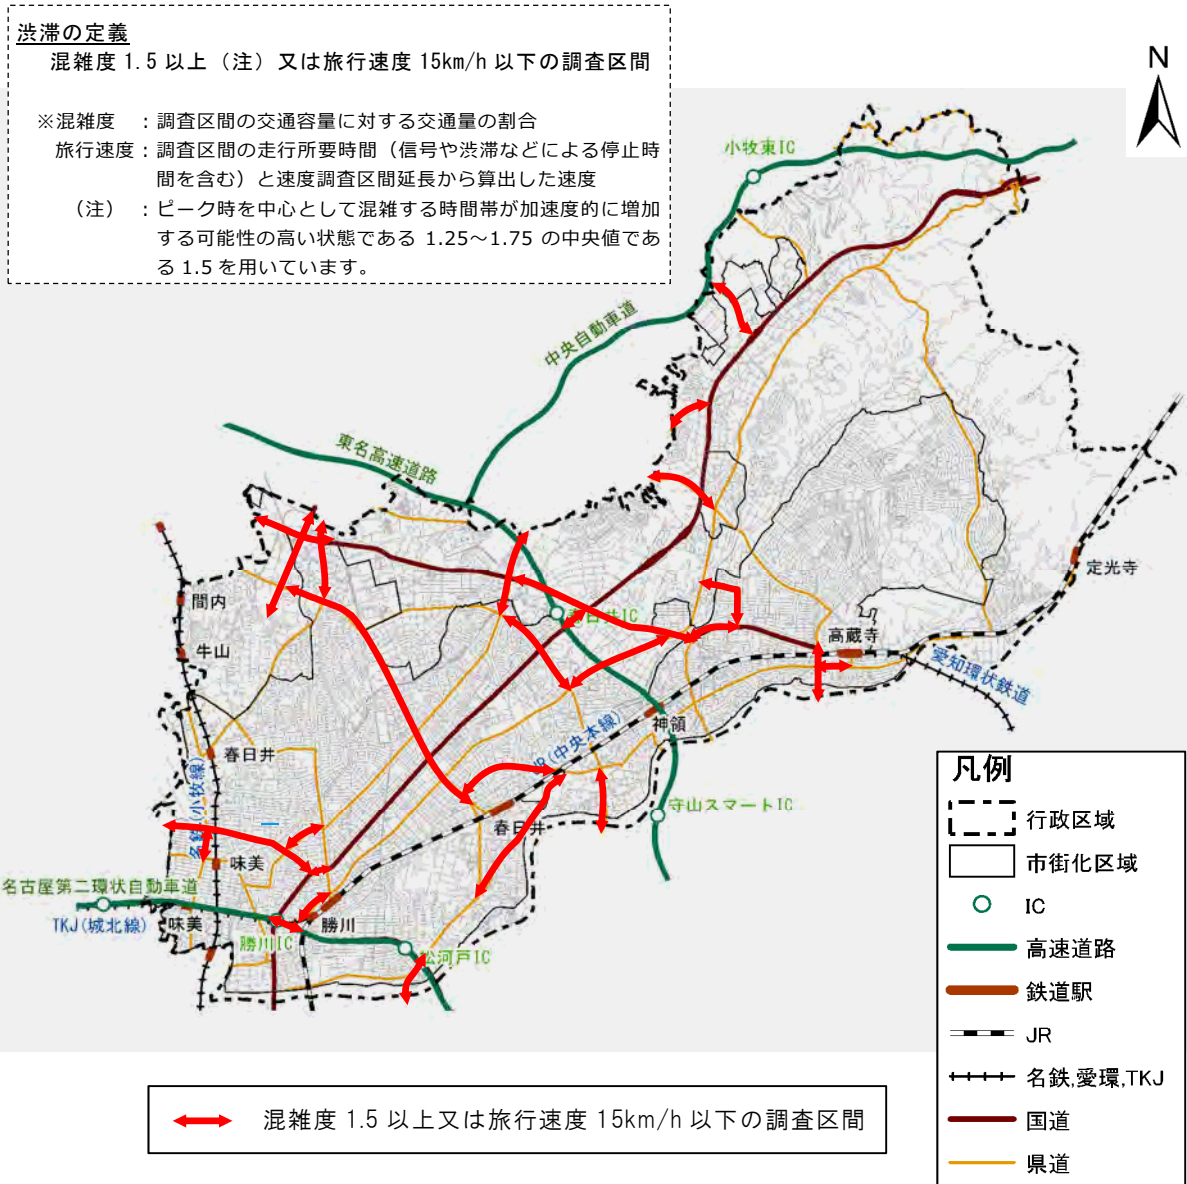 渋滞の定義
混雑度 1.5 以上（注）又は旅行速度 15km/h 以下の調査区間
※混雑度　：調査区間の交通容量に対する交通量の割合
旅行速度：調査区間の走行所要時間（信号や渋滞などによる停止時
間を含む）と速度調査区間延長から算出した速度
（注）　：ピーク時を中心として混雑する時間帯が加速度的に増加
する可能性の高い状態である 1.25～1.75 の中央値であ
る 1.5 を用いています。
N
小牧東IC
中央自動車道
東名高速道路
間内
牛山
春日井IC
高蔵寺
定光寺
愛知環状鉄道
神領
JR(中央本線)
春日井
名鉄(小牧線)
守山スマートIC
春日井
味美
名古屋第二環状自動車道
TKJ(城北線)
味美
勝川IC
勝川
松河戸IC
凡例
行政区域
市街化区域
IC
高速道路
鉄道駅
JR
名鉄,愛環,TKJ
国道
県道
混雑度 1.5 以上又は旅行速度 15km/h 以下の調査区間